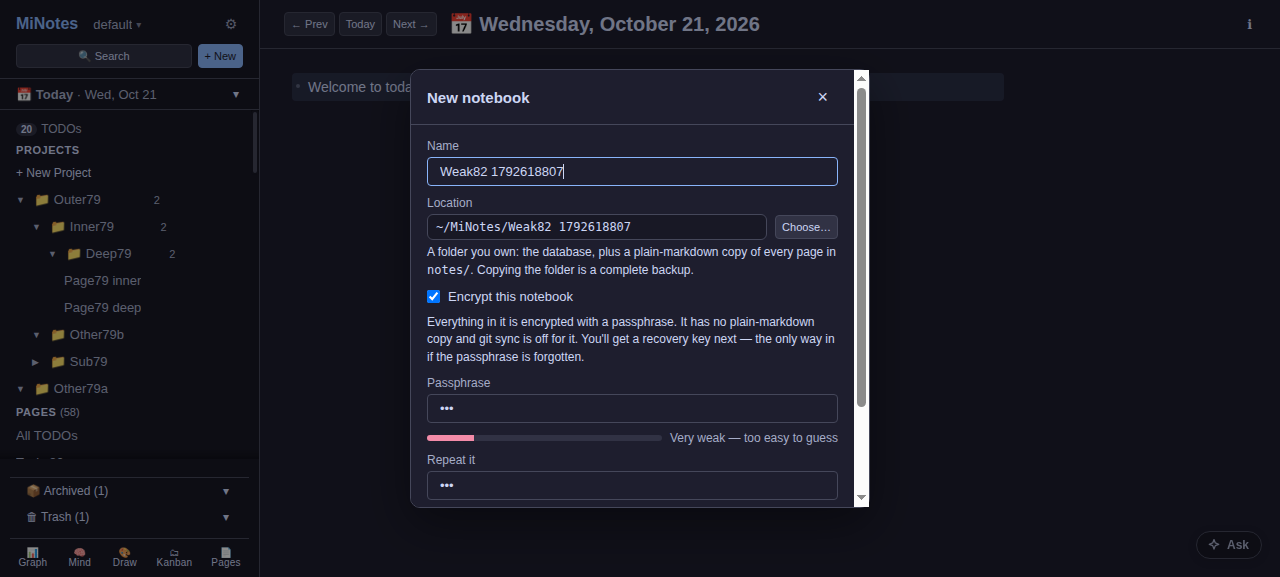 MiNotes default ▾ ⚙
🔍 Search + New
📅 Today · Wed, Oct 21 ▼
20 TODOs
PROJECTS
+ New Project
▼ 📁 Outer79 2
▼ 📁 Inner79 2
▼ 📁 Deep79 2
Page79 inner
Page79 deep
▼ 📁 Other79b
▶ 📁 Sub79
▼ 📁 Other79a
PAGES (58)
All TODOs
📦 Archived (1) ▼
🗑 Trash (1) ▼
Graph Mind Draw Kanban Pages
← Prev Today Next → 📅 Wednesday, October 21, 2026 ℹ
Welcome to toda
New notebook ×
Name
Weak82 1792618807
Location
~/MiNotes/Weak82 1792618807 Choose…
A folder you own: the database, plus a plain-markdown copy of every page in
notes/. Copying the folder is a complete backup.
Encrypt this notebook
Everything in it is encrypted with a passphrase. It has no plain-markdown
copy and git sync is off for it. You'll get a recovery key next — the only way in
if the passphrase is forgotten.
Passphrase
•••
Very weak — too easy to guess
Repeat it
•••
Ask